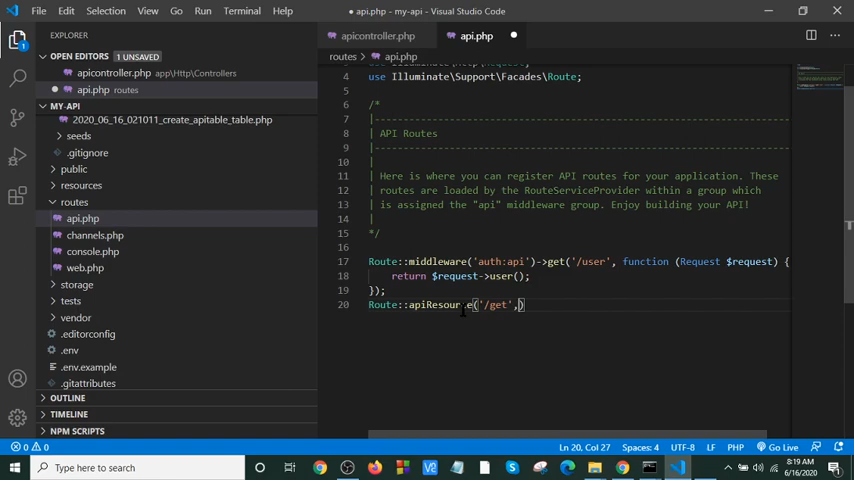 File Edit Selection View Go Run Terminal Help
● api.php - my-api - Visual Studio Code
EXPLORER
apicontroller.php
api.php
OPEN EDITORS 1 UNSAVED
routes > api.php
apicontroller.php app\Http\Controllers
api.php routes
MY-API
2020_06_16_021011_create_apitable_table.php
seeds
.gitignore
public
resources
routes
api.php
channels.php
console.php
web.php
storage
tests
vendor
.editorconfig
.env
.env.example
.gitattributes
OUTLINE
TIMELINE
NPM SCRIPTS
4 use Illuminate\Support\Facades\Route;
5
6 /*
7 |--------------------------------------------------------------------------
8 | API Routes
9 |--------------------------------------------------------------------------
10 |
11 | Here is where you can register API routes for your application. These
12 | routes are loaded by the RouteServiceProvider within a group which
13 | is assigned the "api" middleware group. Enjoy building your API!
14 |
15 */
16
17 Route::middleware('auth:api')->get('/user', function (Request $request) {
18 return $request->user();
19 });
20 Route::apiResource('/get',)
0 0
Ln 20, Col 27 Spaces: 4 UTF-8 LF PHP Go Live
Type here to search
8:19 AM
6/16/2020